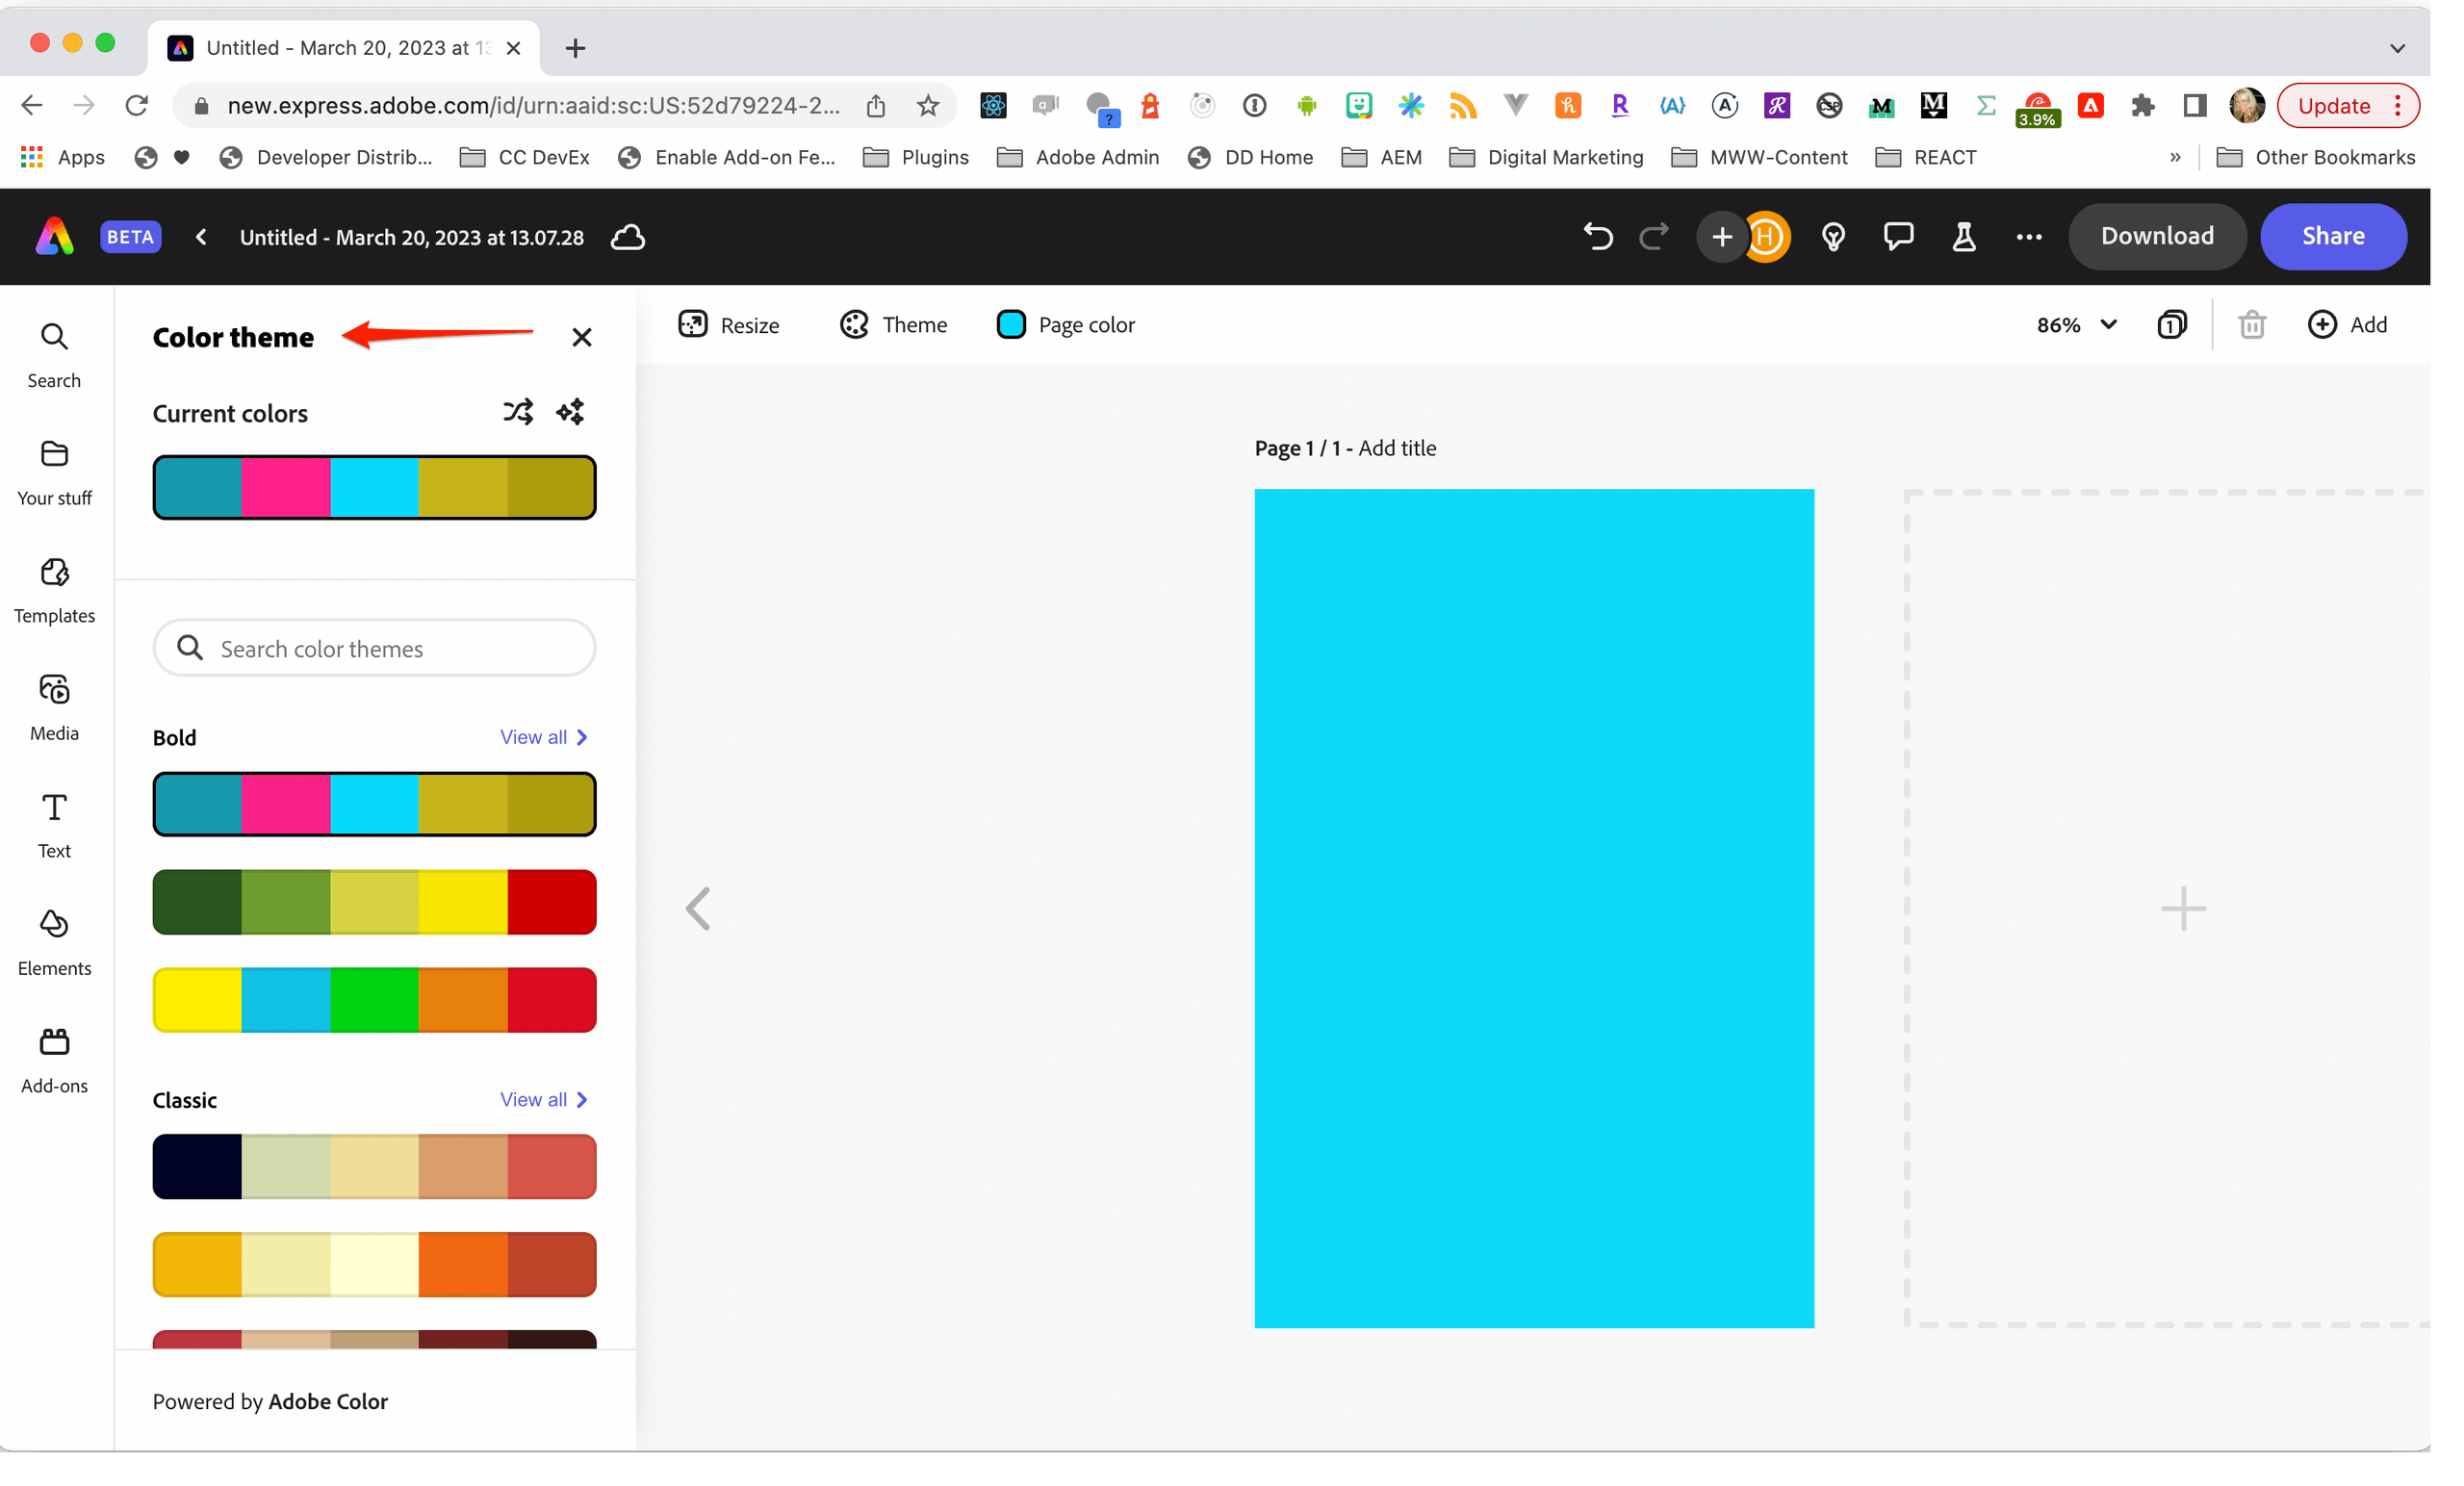 Untitled - March 20, 2023 at 13
new.express.adobe.com/id/urn:aaid:sc:US:52d79224-2...
3.9%
Update
Apps
Developer Distrib...
CC DevEx
Enable Add-on Fe...
Plugins
Adobe Admin
DD Home
AEM
Digital Marketing
MWW-Content
REACT
»
Other Bookmarks
BETA
Untitled - March 20, 2023 at 13.07.28
H
Download
Share
Search
Your stuff
Templates
Media
Text
Elements
Add-ons
Color theme
Current colors
Search color themes
Bold
View all
Classic
View all
Powered by Adobe Color
Resize
Theme
Page color
86%
1
Add
Page 1 / 1 - Add title